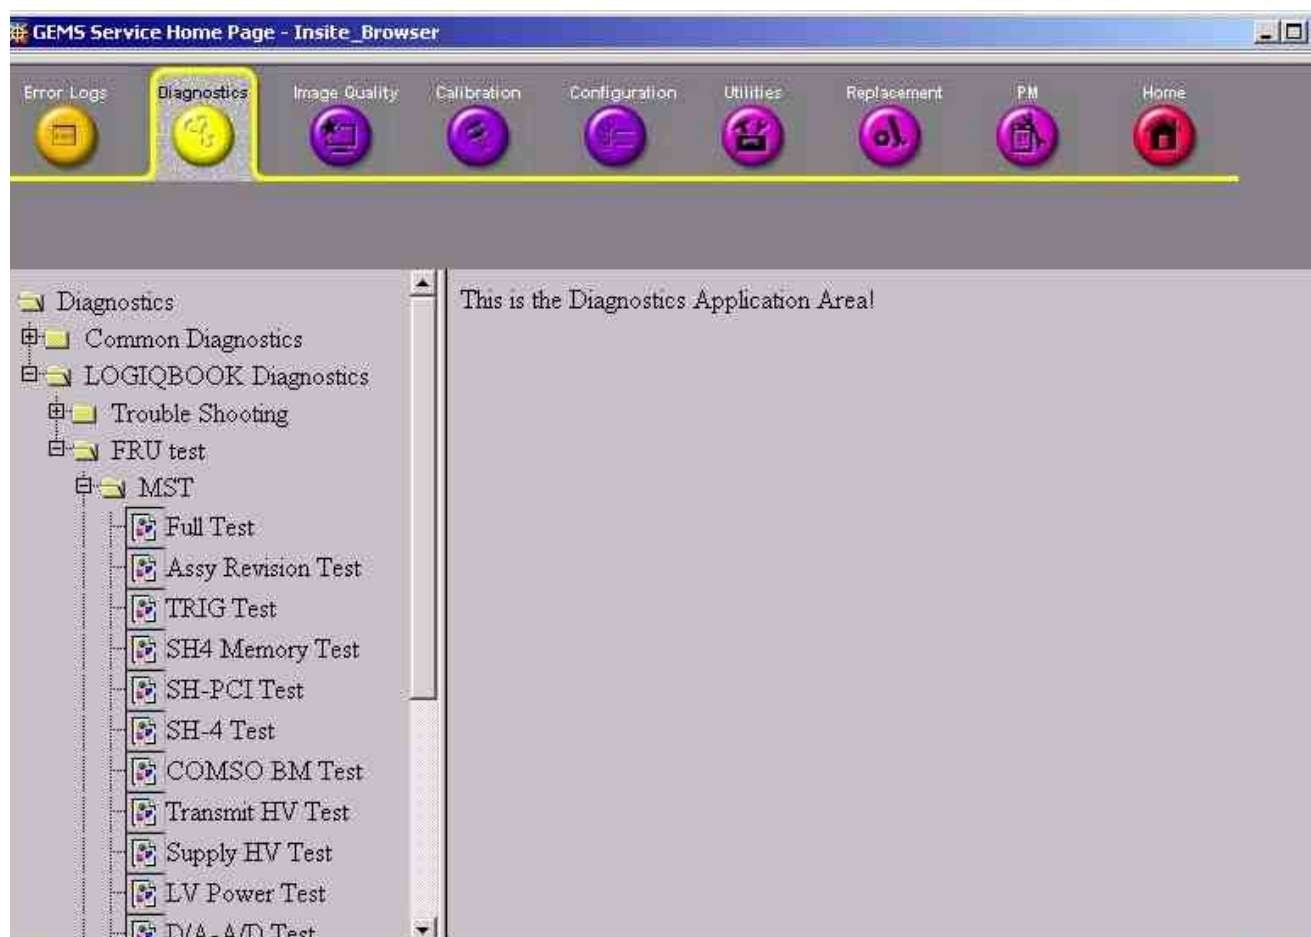 GEMS Service Home Page - Insite_Browser
Error Logs
Diagnostics
Image Quality
Calibration
Configuration
Utilities
Replacement
PM
Home
Diagnostics
Common Diagnostics
LOGIQBOOK Diagnostics
Trouble Shooting
FRU test
MST
Full Test
Assy Revision Test
TRIG Test
SH4 Memory Test
SH-PCI Test
SH-4 Test
COMSO BM Test
Transmit HV Test
Supply HV Test
LV Power Test
D/A-A/D Test
This is the Diagnostics Application Area!